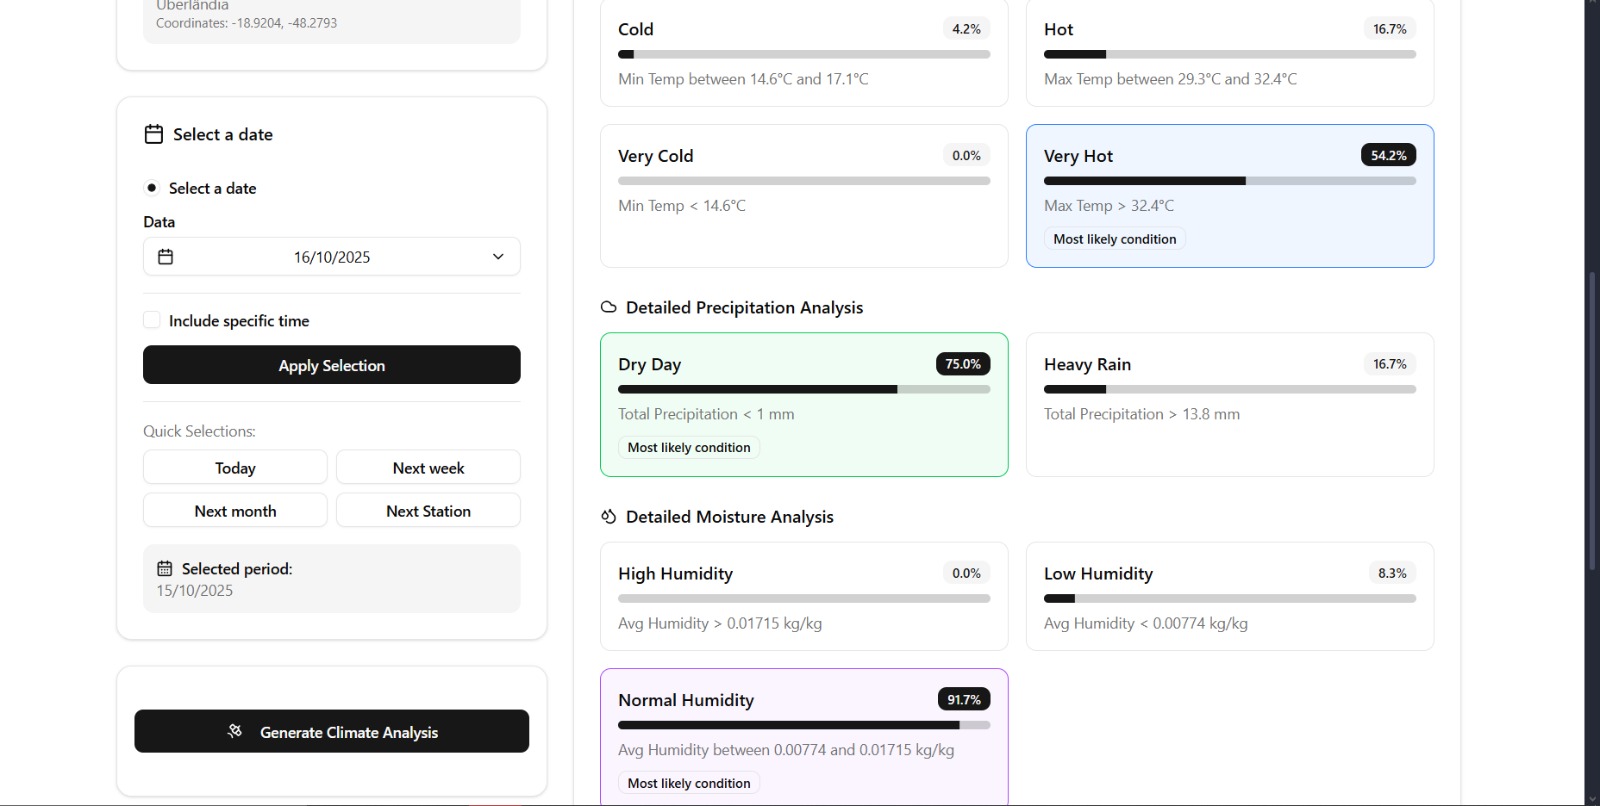 Uberlândia
Coordinates: -18.9204, -48.2793
Select a date
Select a date
Data
16/10/2025
Include specific time
Apply Selection
Quick Selections:
Today
Next week
Next month
Next Station
Selected period:
15/10/2025
Generate Climate Analysis
Cold
4.2%
Min Temp between 14.6°C and 17.1°C
Hot
16.7%
Max Temp between 29.3°C and 32.4°C
Very Cold
0.0%
Min Temp < 14.6°C
Very Hot
54.2%
Max Temp > 32.4°C
Most likely condition
Detailed Precipitation Analysis
Dry Day
75.0%
Total Precipitation < 1 mm
Most likely condition
Heavy Rain
16.7%
Total Precipitation > 13.8 mm
Detailed Moisture Analysis
High Humidity
0.0%
Avg Humidity > 0.01715 kg/kg
Low Humidity
8.3%
Avg Humidity < 0.00774 kg/kg
Normal Humidity
91.7%
Avg Humidity between 0.00774 and 0.01715 kg/kg
Most likely condition